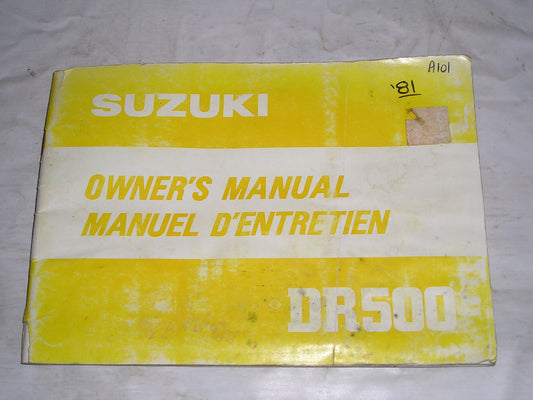 A101
'81
SUZUKI
OWNER'S MANUAL
MANUEL D'ENTRETIEN
DR500